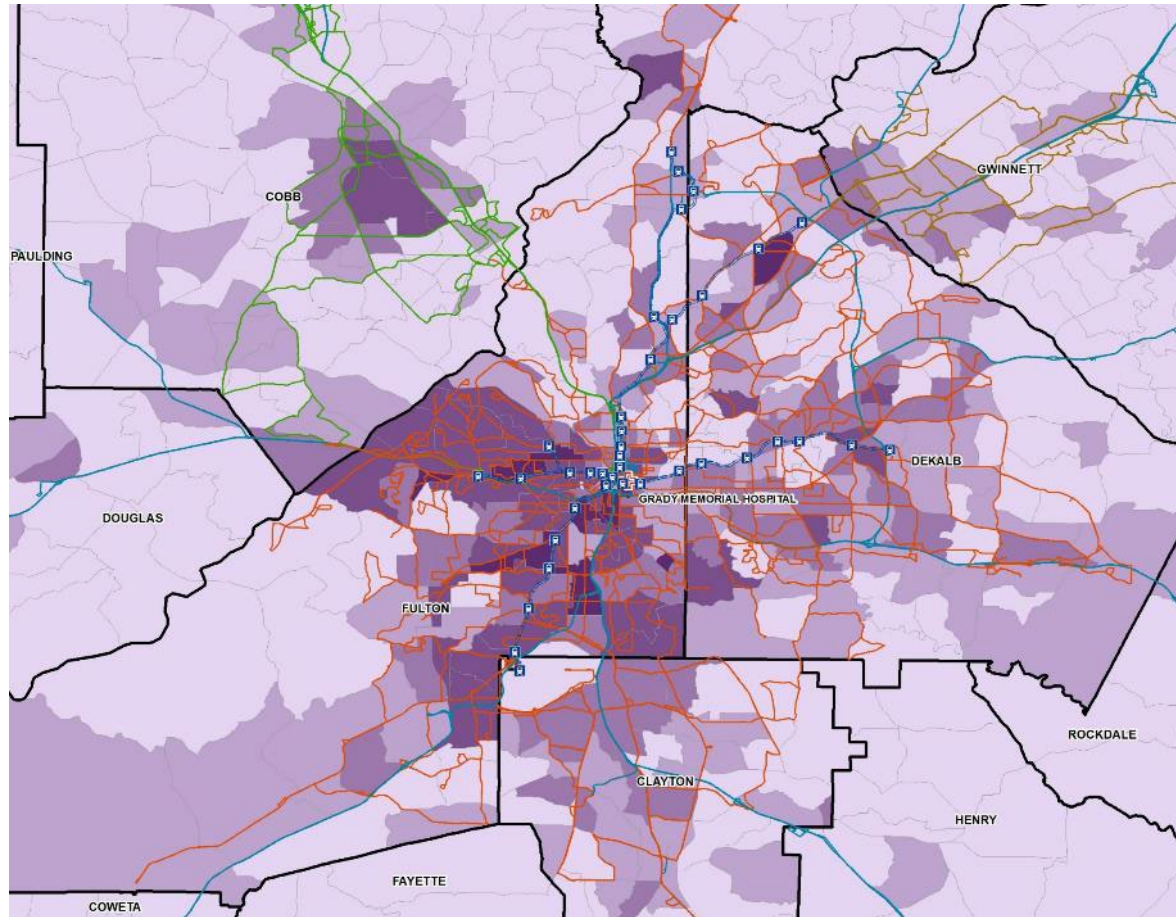 GWINNETT
COBB
PAULDING
DEKALB
GRADY MEMORIAL HOSPITAL
DOUGLAS
FULTON
ROCKDALE
CLAYTON
HENRY
FAYETTE
COWETA